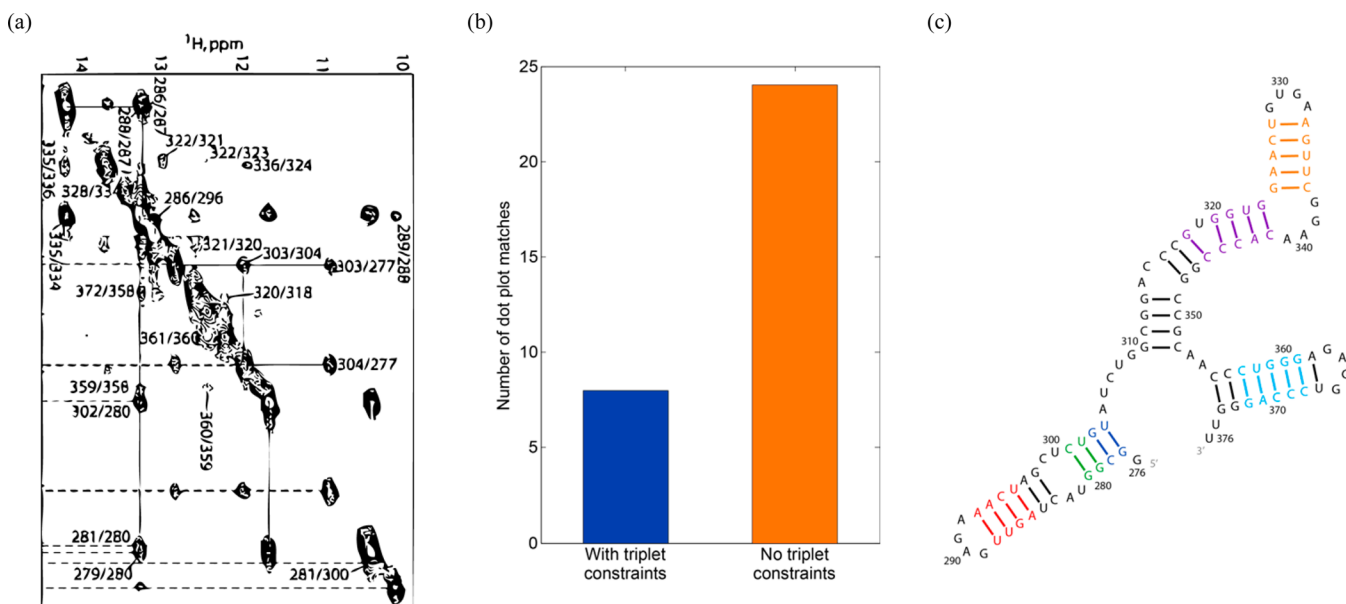 (a)
¹H, ppm
14
13
12
11
10
286/287
288/287
322/321
322/323
336/324
335/336
328/334
286/296
335/334
321/320
303/304
303/277
289/288
372/358
320/318
361/360
304/277
359/358
302/280
360/359
281/280
279/280
281/300
(b)
Number of dot plot matches
25
20
15
10
5
0
With triplet
constraints
No triplet
constraints
(c)
330
U G
G A
U A
C G
A U
A U
G C
G
320
G U G G U G
G
A
A
340
C A C C C
A G G C C C
350
310
360
C C C U G G G A G A
G G G A C C C U G
370
U
U
376
3'
5'
276
280
300
290